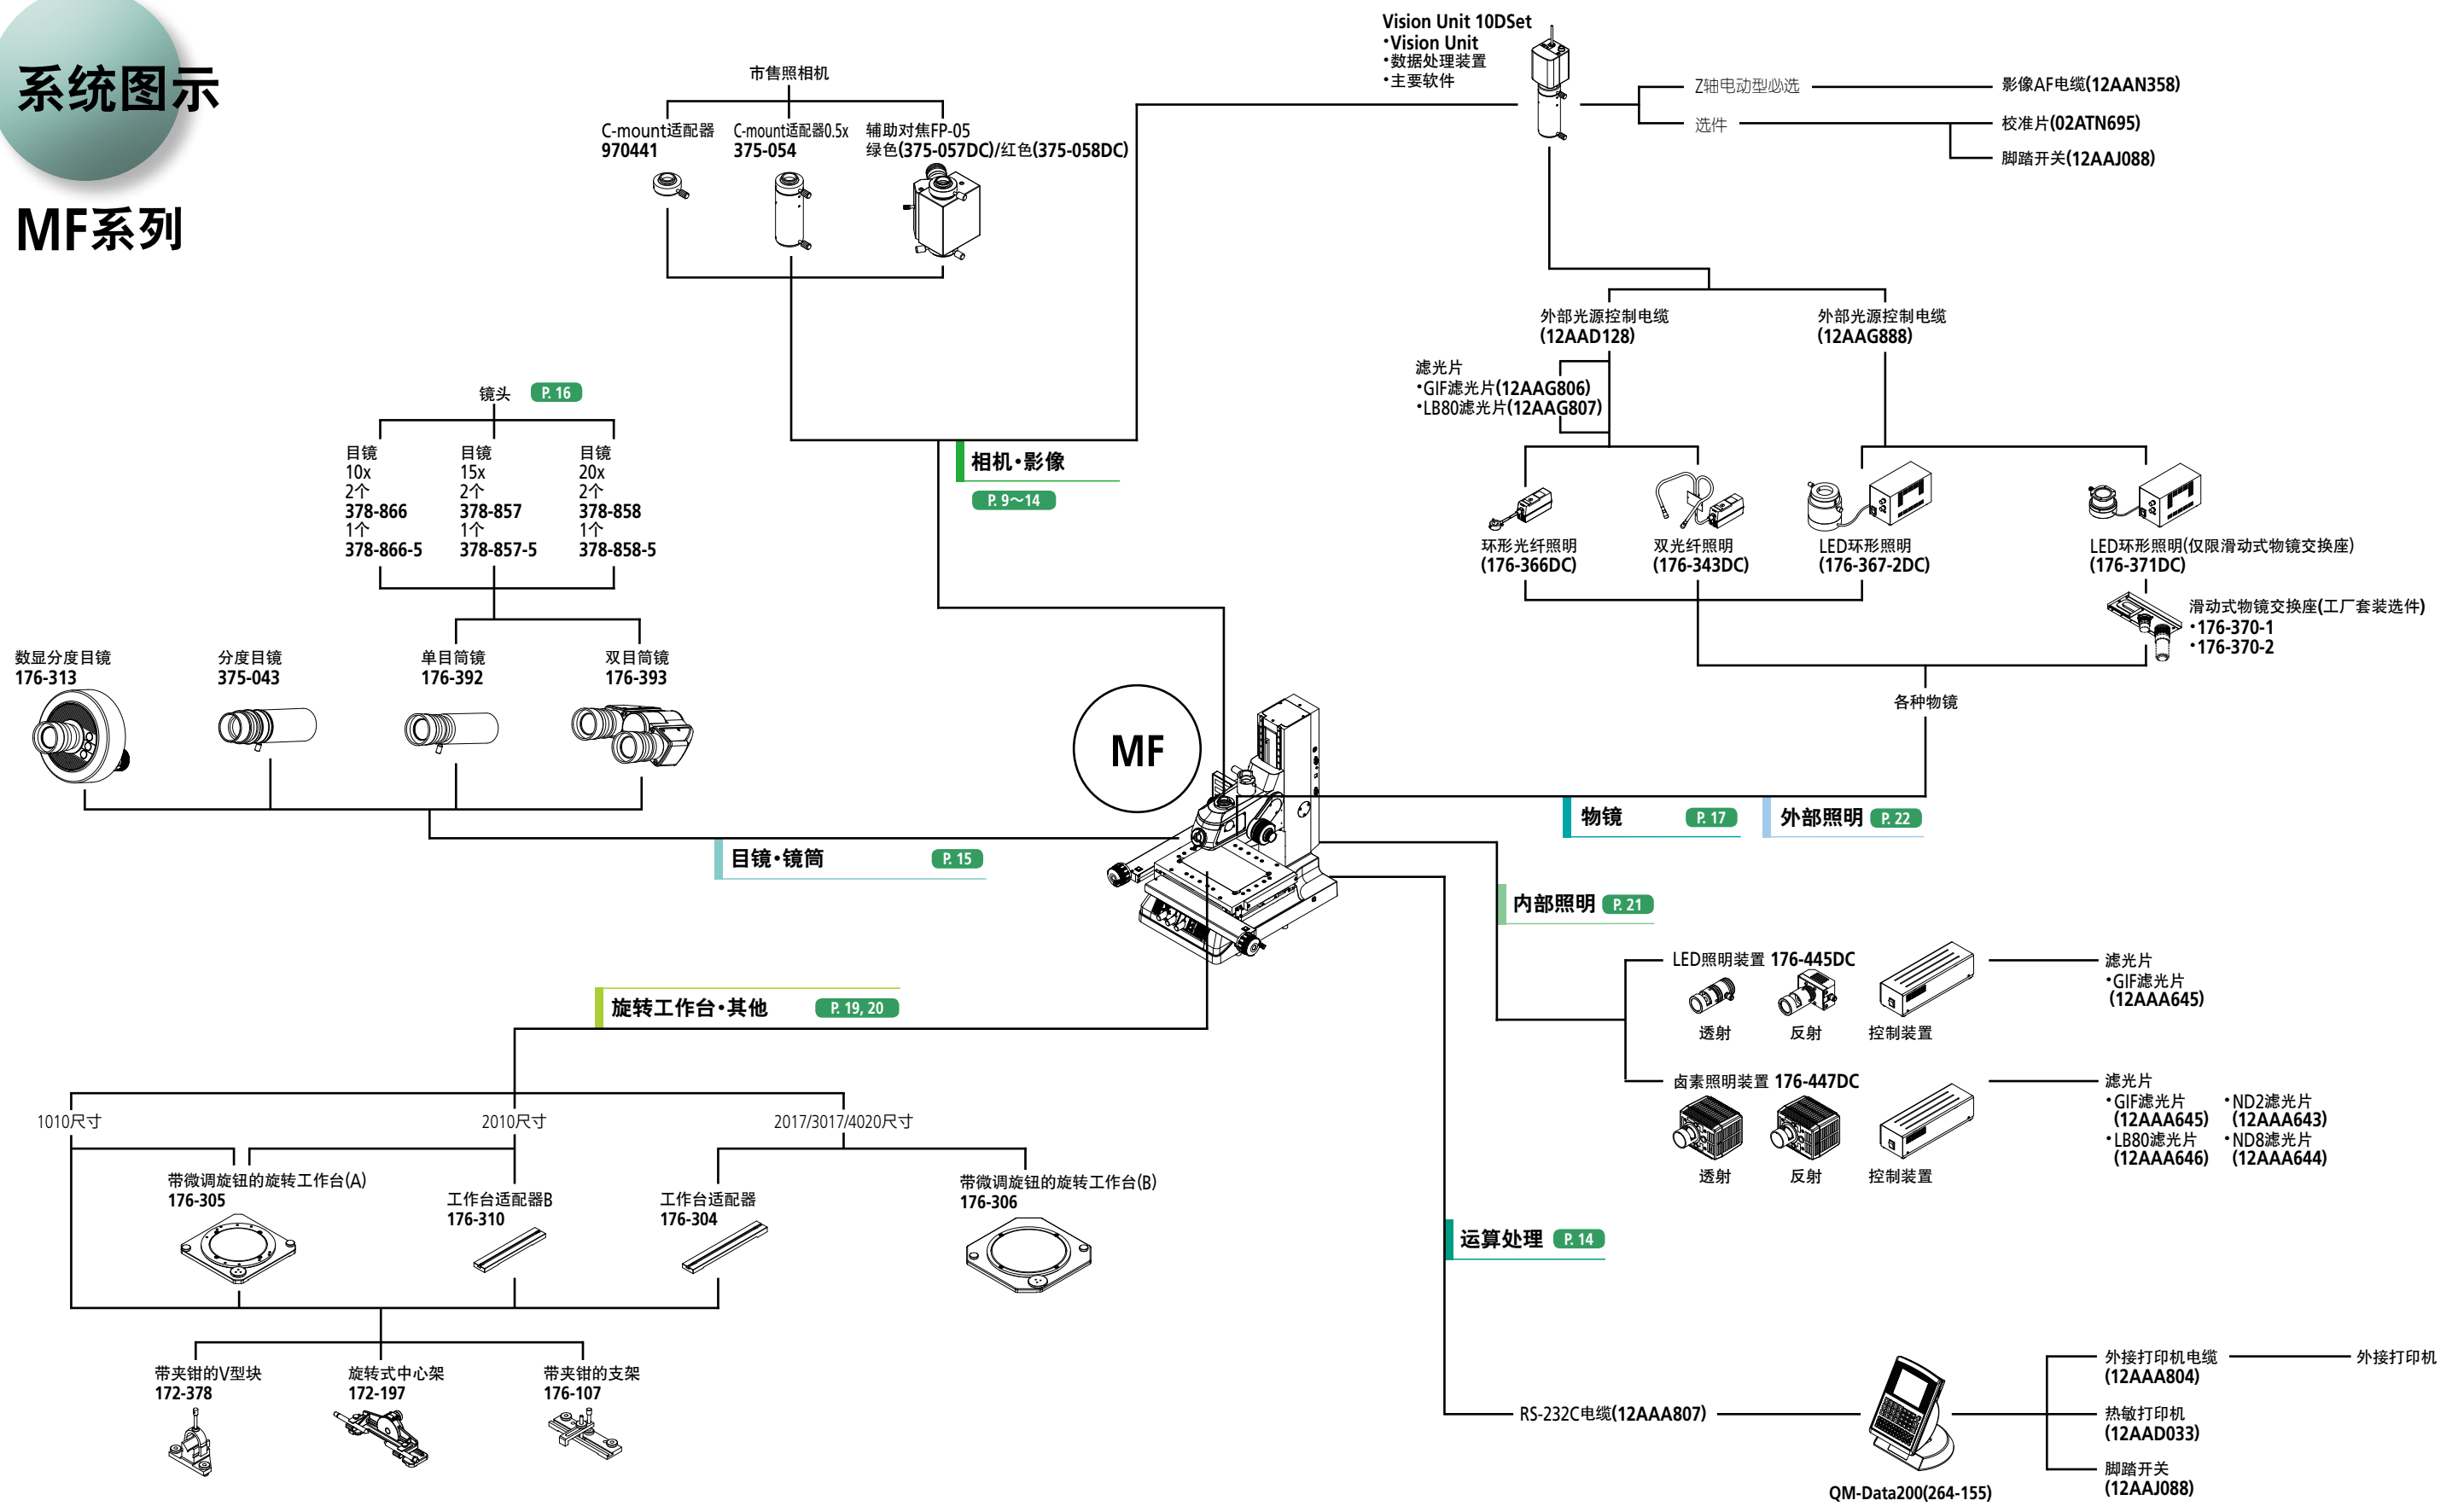 系统图示
MF系列
市售照相机
C-mount适配器
970441
C-mount适配器0.5x
375-054
辅助对焦FP-05
绿色(375-057DC)/红色(375-058DC)
Vision Unit 10DSet
•Vision Unit
•数据处理装置
•主要软件
Z轴电动型必选
影像AF电缆(12AAN358)
选件
校准片(02ATN695)
脚踏开关(12AAJ088)
外部光源控制电缆
(12AAD128)
外部光源控制电缆
(12AAG888)
滤光片
•GIF滤光片(12AAG806)
•LB80滤光片(12AAG807)
镜头 P. 16
目镜
10x
2个
378-866
1个
378-866-5
目镜
15x
2个
378-857
1个
378-857-5
目镜
20x
2个
378-858
1个
378-858-5
相机•影像
P. 9～14
环形光纤照明
(176-366DC)
双光纤照明
(176-343DC)
LED环形照明
(176-367-2DC)
LED环形照明(仅限滑动式物镜交换座)
(176-371DC)
滑动式物镜交换座(工厂套装选件)
•176-370-1
•176-370-2
各种物镜
数显分度目镜
176-313
分度目镜
375-043
单目筒镜
176-392
双目筒镜
176-393
MF
物镜 P. 17
外部照明 P. 22
目镜•镜筒 P. 15
内部照明 P. 21
LED照明装置 176-445DC
透射
反射
控制装置
滤光片
•GIF滤光片
(12AAA645)
卤素照明装置 176-447DC
透射
反射
控制装置
滤光片
•GIF滤光片
(12AAA645)
•LB80滤光片
(12AAA646)
•ND2滤光片
(12AAA643)
•ND8滤光片
(12AAA644)
旋转工作台•其他 P. 19, 20
1010尺寸
2010尺寸
2017/3017/4020尺寸
带微调旋钮的旋转工作台(A)
176-305
工作台适配器B
176-310
工作台适配器
176-304
带微调旋钮的旋转工作台(B)
176-306
带夹钳的V型块
172-378
旋转式中心架
172-197
带夹钳的支架
176-107
运算处理 P. 14
RS-232C电缆(12AAA807)
QM-Data200(264-155)
外接打印机电缆
(12AAA804)
外接打印机
热敏打印机
(12AAD033)
脚踏开关
(12AAJ088)